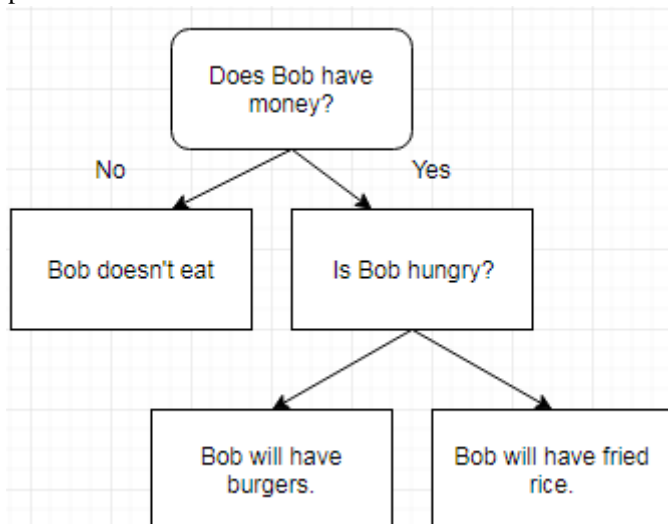 Does Bob have
money?
No
Yes
Bob doesn't eat
Is Bob hungry?
Bob will have
burgers.
Bob will have fried
rice.